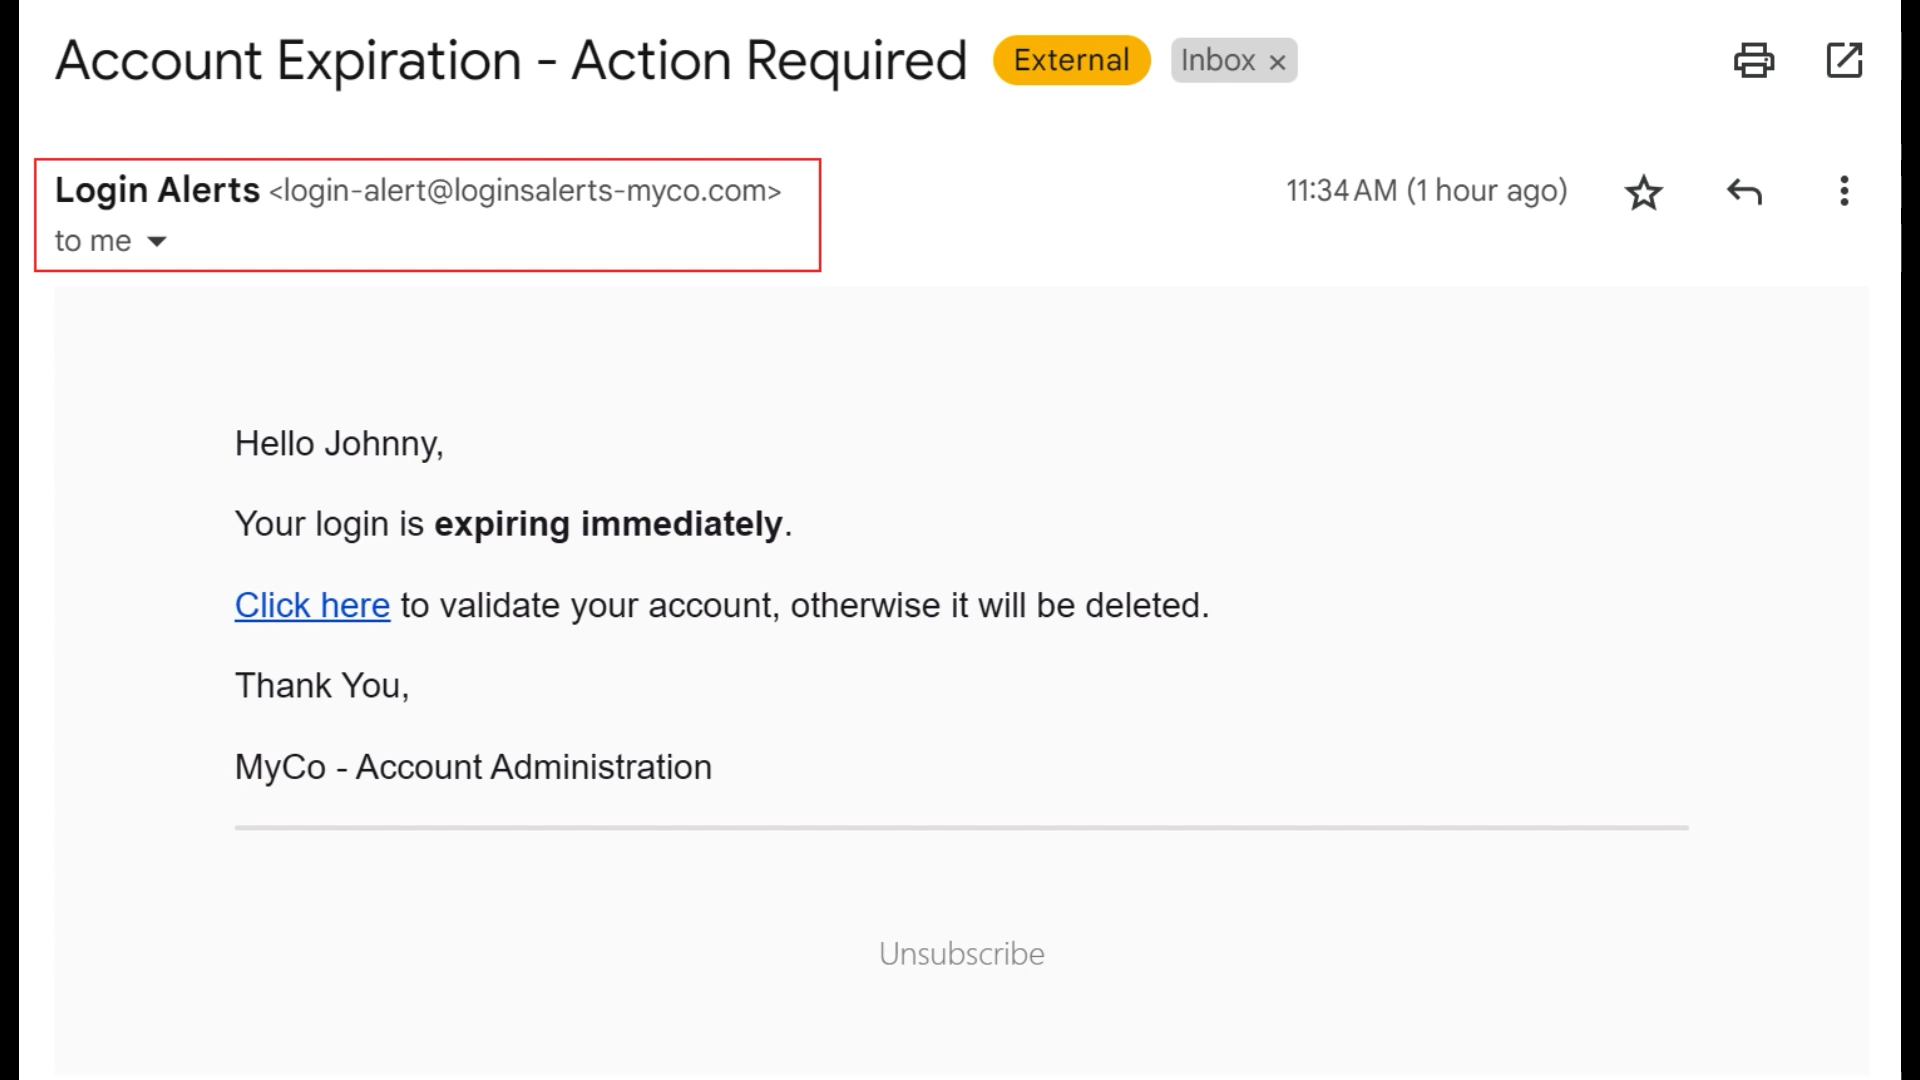 Account Expiration - Action Required External Inbox ×
Login Alerts <login-alert@loginsalerts-myco.com> 11:34 AM (1 hour ago)
to me
Hello Johnny,
Your login is expiring immediately.
Click here to validate your account, otherwise it will be deleted.
Thank You,
MyCo - Account Administration
Unsubscribe